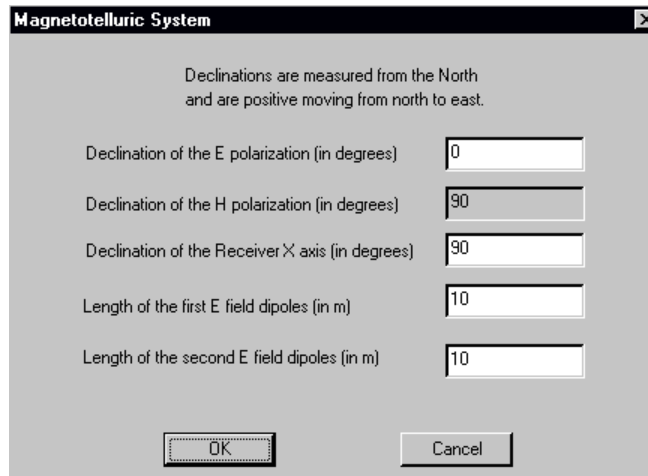 Magnetotelluric System
Declinations are measured from the North
and are positive moving from north to east.
Declination of the E polarization (in degrees) 0
Declination of the H polarization (in degrees) 90
Declination of the Receiver X axis (in degrees) 90
Length of the first E field dipoles (in m) 10
Length of the second E field dipoles (in m) 10
OK Cancel